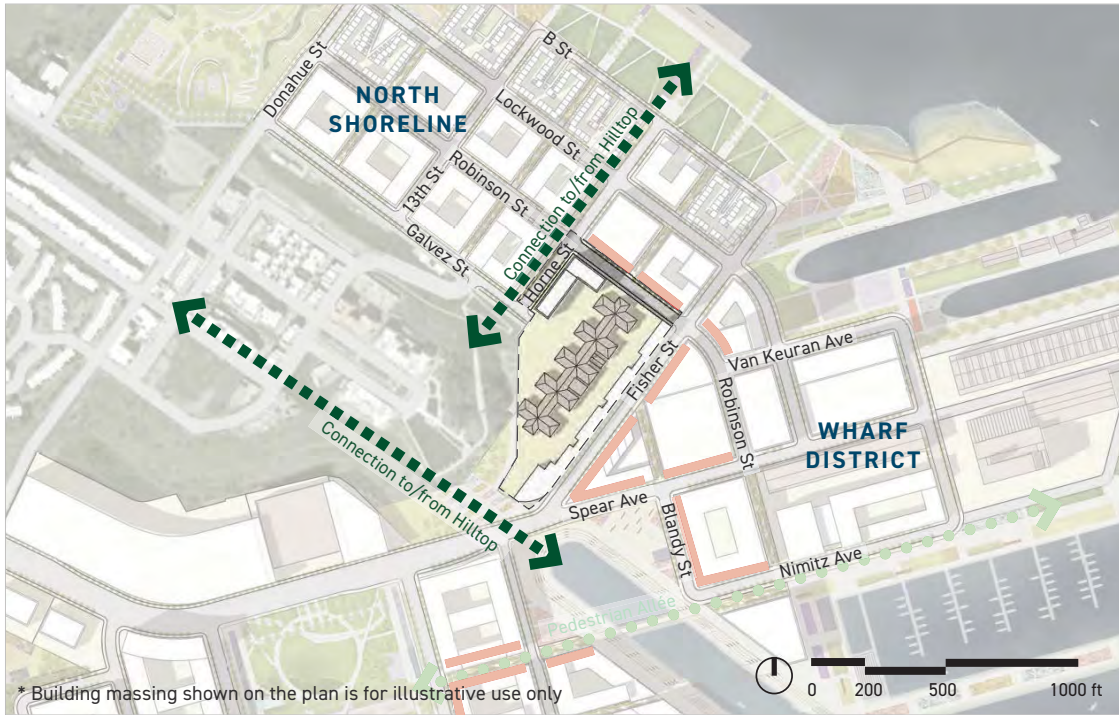 B St
Donahue St
NORTH
SHORELINE
Lockwood St
Connection to/from Hilltop
Robinson St
13th St
Galvez St
Horne St
Fisher St
Van Keuran Ave
Robinson St
WHARF
DISTRICT
Connection to/from Hilltop
Spear Ave
Blandy St
Nimitz Ave
Pedestrian Allée
* Building massing shown on the plan is for illustrative use only
0 200 500 1000 ft